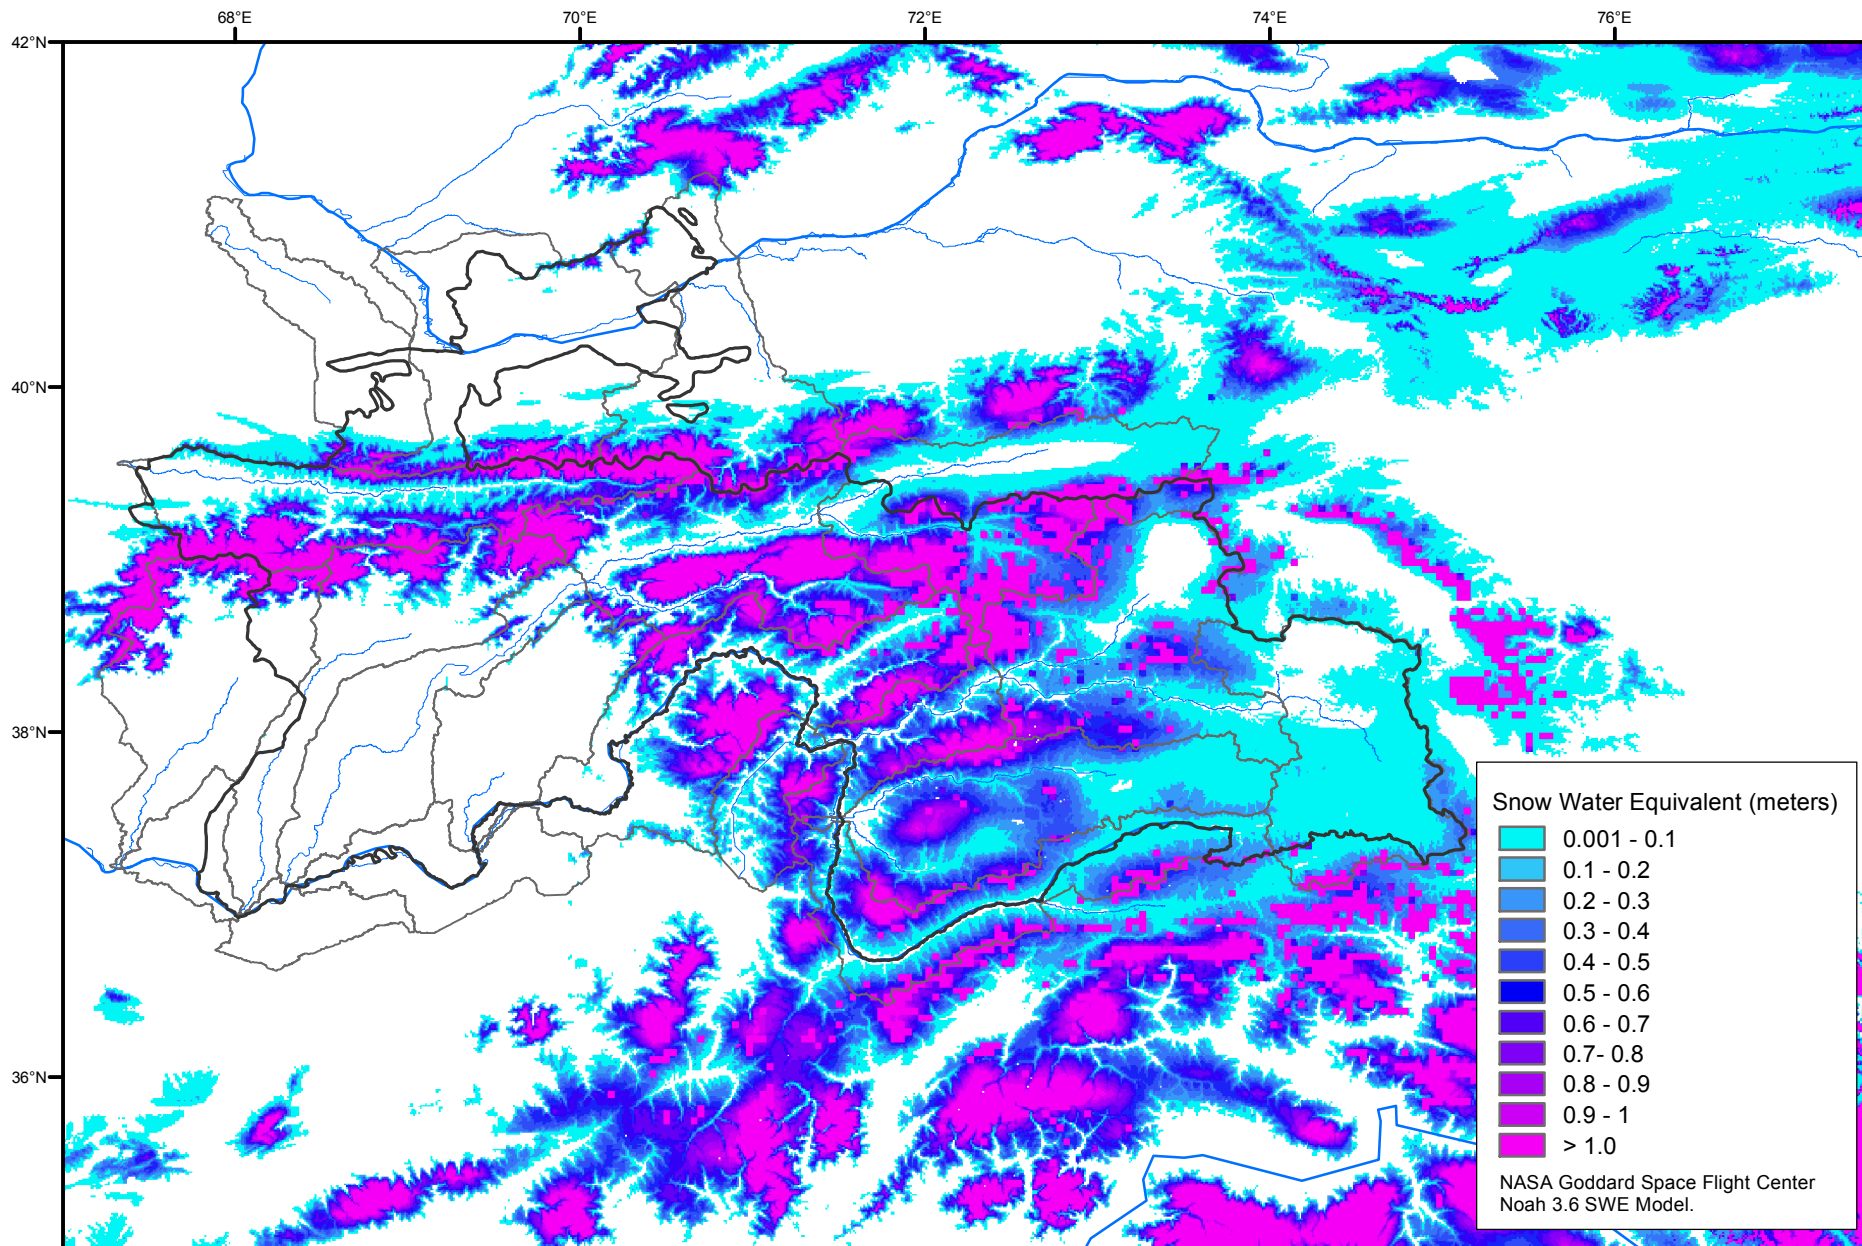 68°E 70°E 72°E 74°E 76°E
42°N
40°N
38°N
36°N
Snow Water Equivalent (meters)
0.001 - 0.1
0.1 - 0.2
0.2 - 0.3
0.3 - 0.4
0.4 - 0.5
0.5 - 0.6
0.6 - 0.7
0.7- 0.8
0.8 - 0.9
0.9 - 1
> 1.0
NASA Goddard Space Flight Center
Noah 3.6 SWE Model.